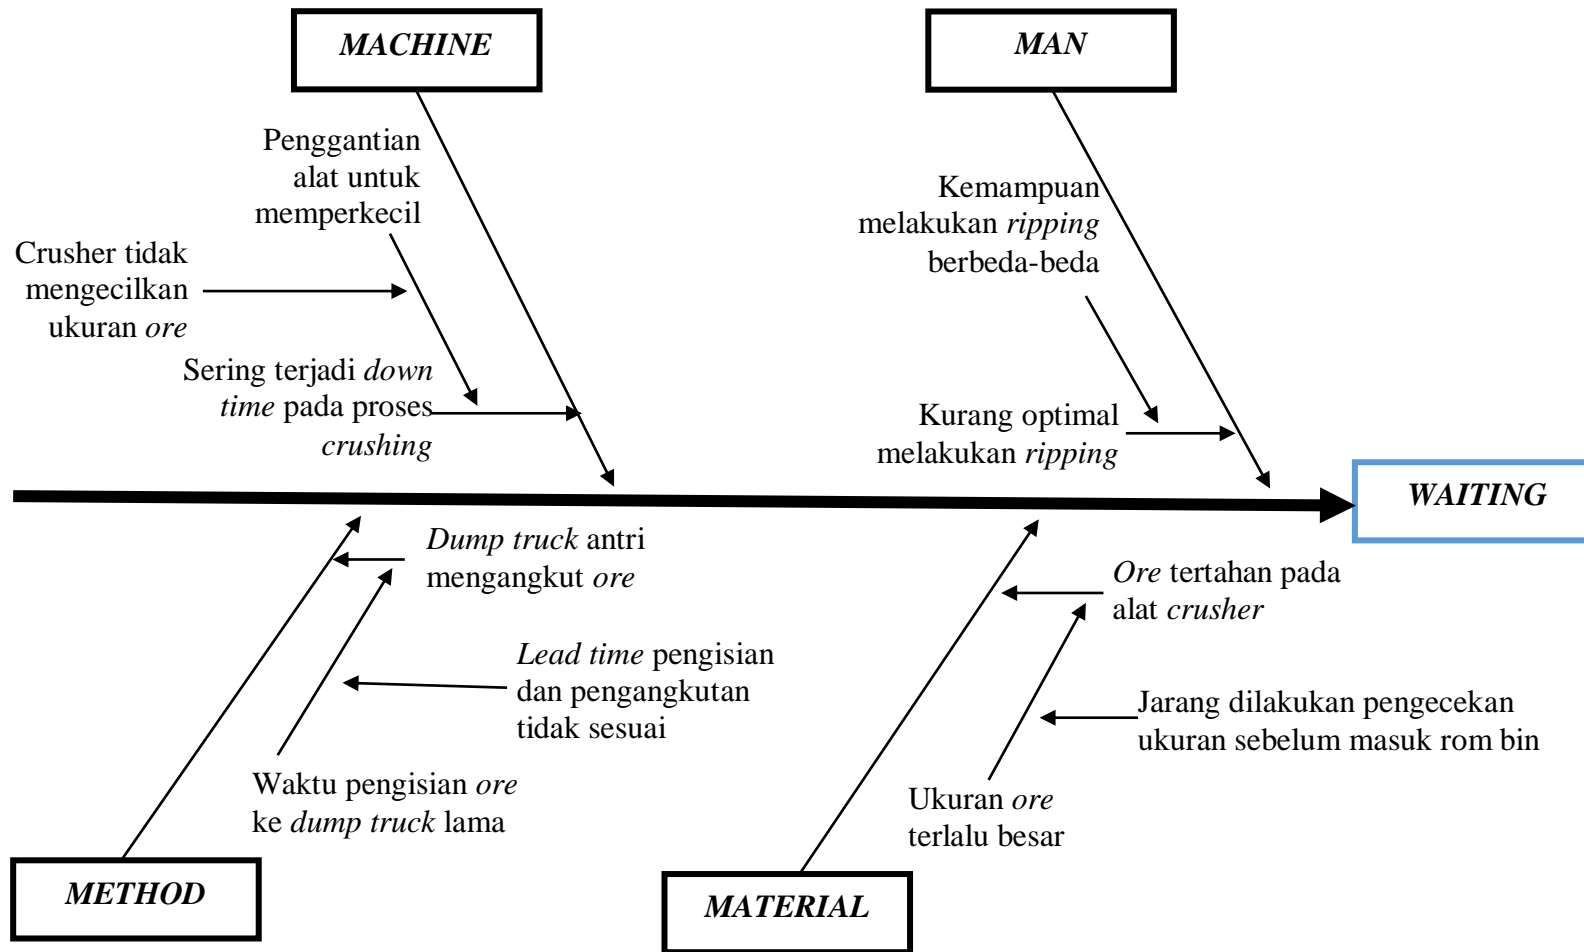 MACHINE
MAN
Penggantian
alat untuk
memperkecil
Crusher tidak
mengecilkan
ukuran ore
Sering terjadi down
time pada proses
crushing
Kemampuan
melakukan ripping
berbeda-beda
Kurang optimal
melakukan ripping
WAITING
Dump truck antri
mengangkut ore
Lead time pengisian
dan pengangkutan
tidak sesuai
Waktu pengisian ore
ke dump truck lama
Ore tertahan pada
alat crusher
Jarang dilakukan pengecekan
ukuran sebelum masuk rom bin
Ukuran ore
terlalu besar
METHOD
MATERIAL